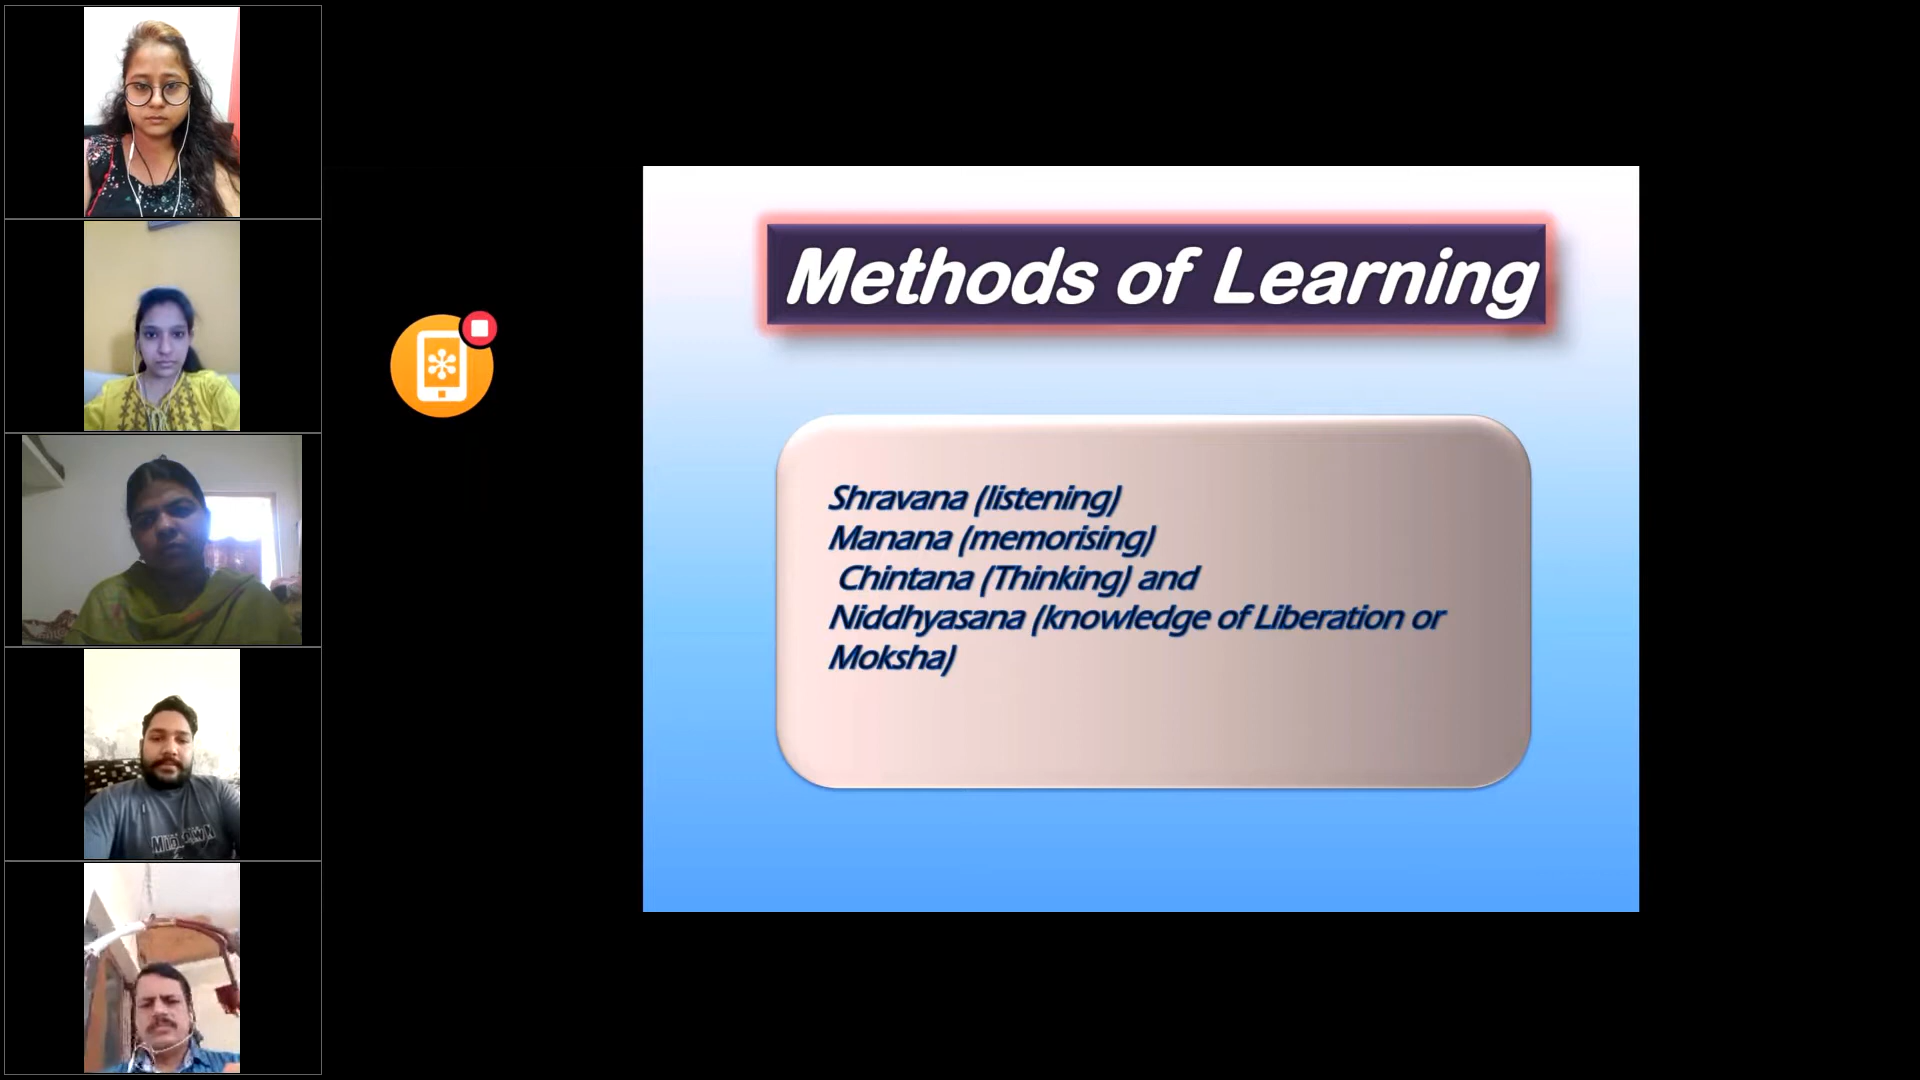 Methods of Learning
Shravana (listening)
Manana (memorising)
Chintana (Thinking) and
Niddhyasana (knowledge of Liberation or
Moksha)